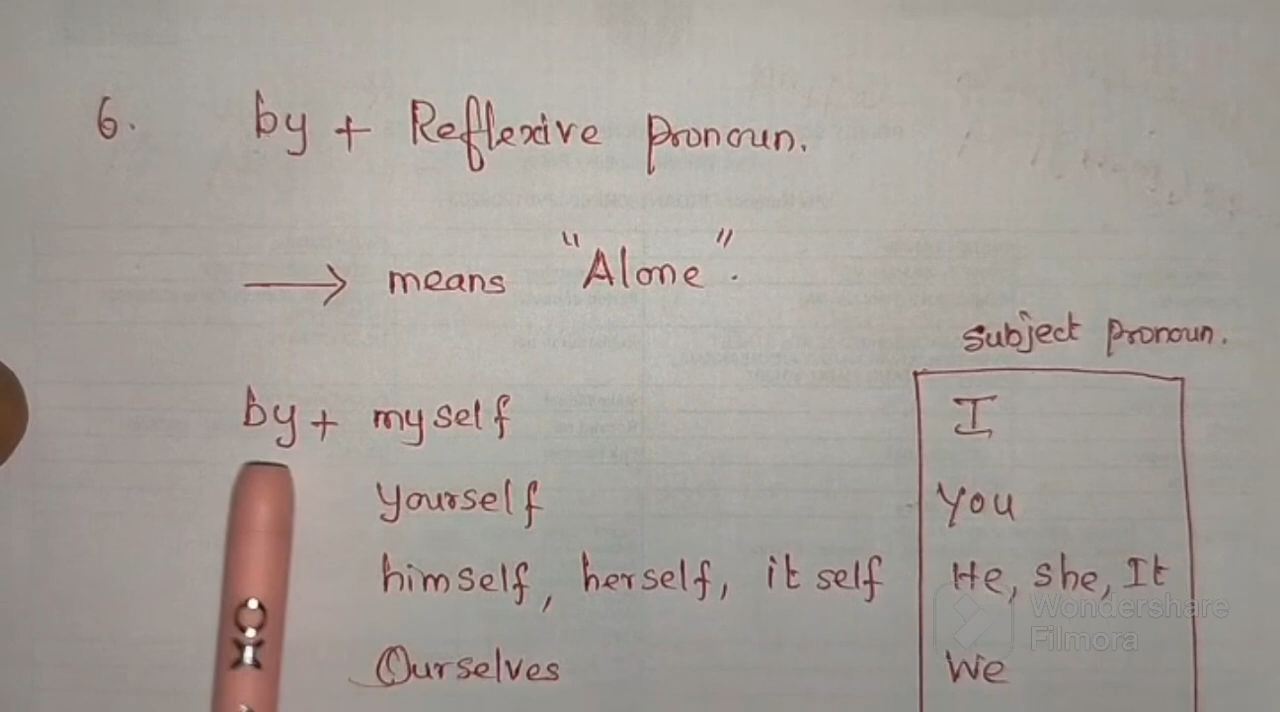 6. by + Reflexive pronoun.
→ means "Alone".
subject pronoun.
by + myself I
Yourself You
himself, herself, it self He, she, It
Ourselves We
Wondershare
Filmora